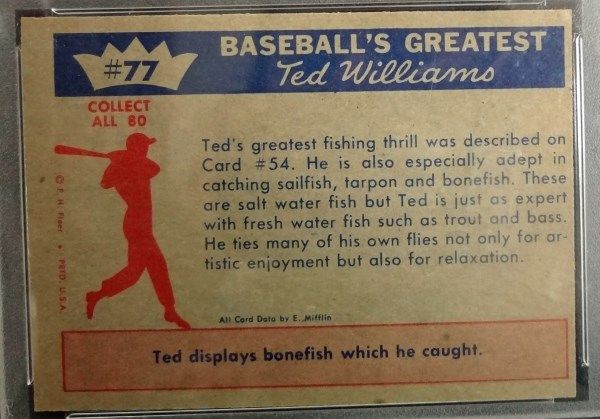 #77
BASEBALL'S GREATEST
Ted Williams
COLLECT
ALL 80
Ted's greatest fishing thrill was described on
Card #54. He is also especially adept in
catching sailfish, tarpon and bonefish. These
are salt water fish but Ted is just as expert
with fresh water fish such as trout and bass.
He ties many of his own flies not only for ar-
tistic enjoyment but also for relaxation.
© F. H. Fleer • PRTD. U.S.A.
All Card Data by E. Mifflin
Ted displays bonefish which he caught.